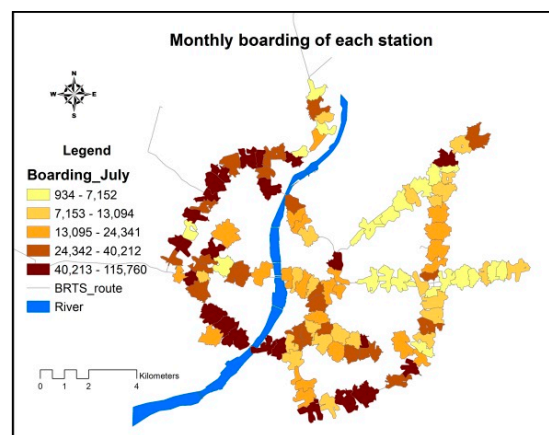 Monthly boarding of each station
N
W E
S
Legend
Boarding_July
934 - 7,152
7,153 - 13,094
13,095 - 24,341
24,342 - 40,212
40,213 - 115,760
BRTS_route
River
Kilometers
0 1 2 4